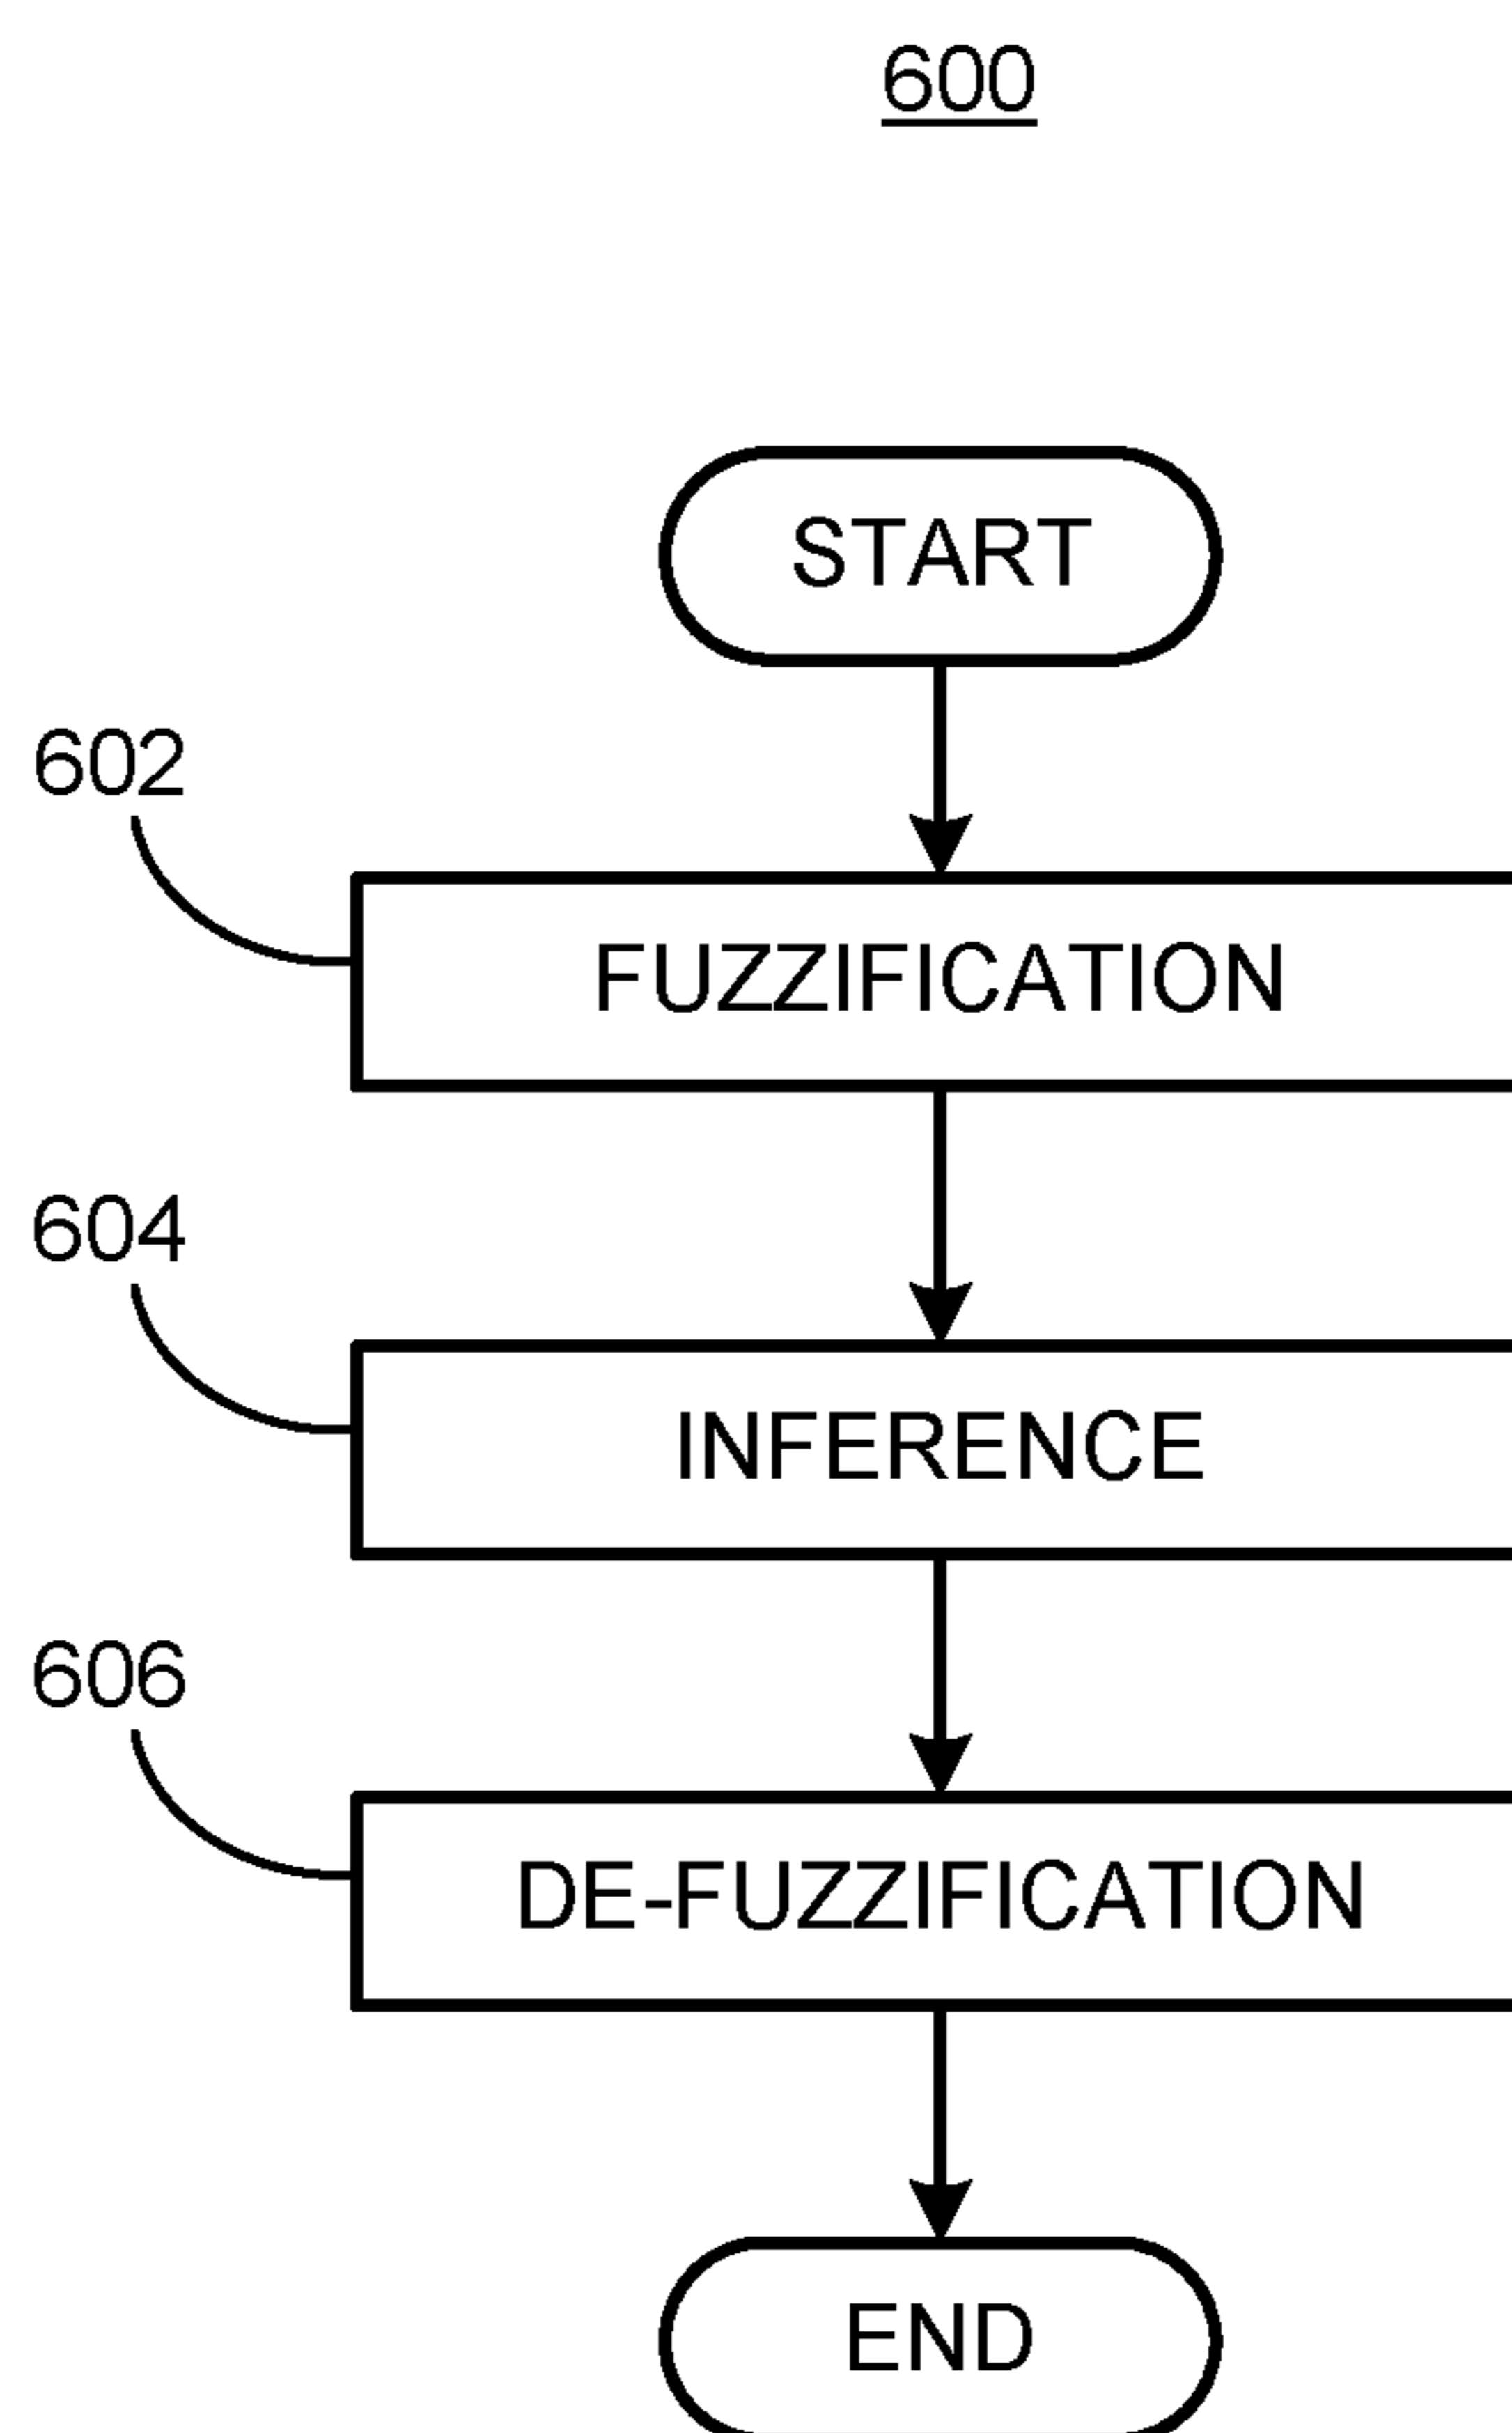 600
START
602
FUZZIFICATION
604
INFERENCE
606
DE-FUZZIFICATION
END